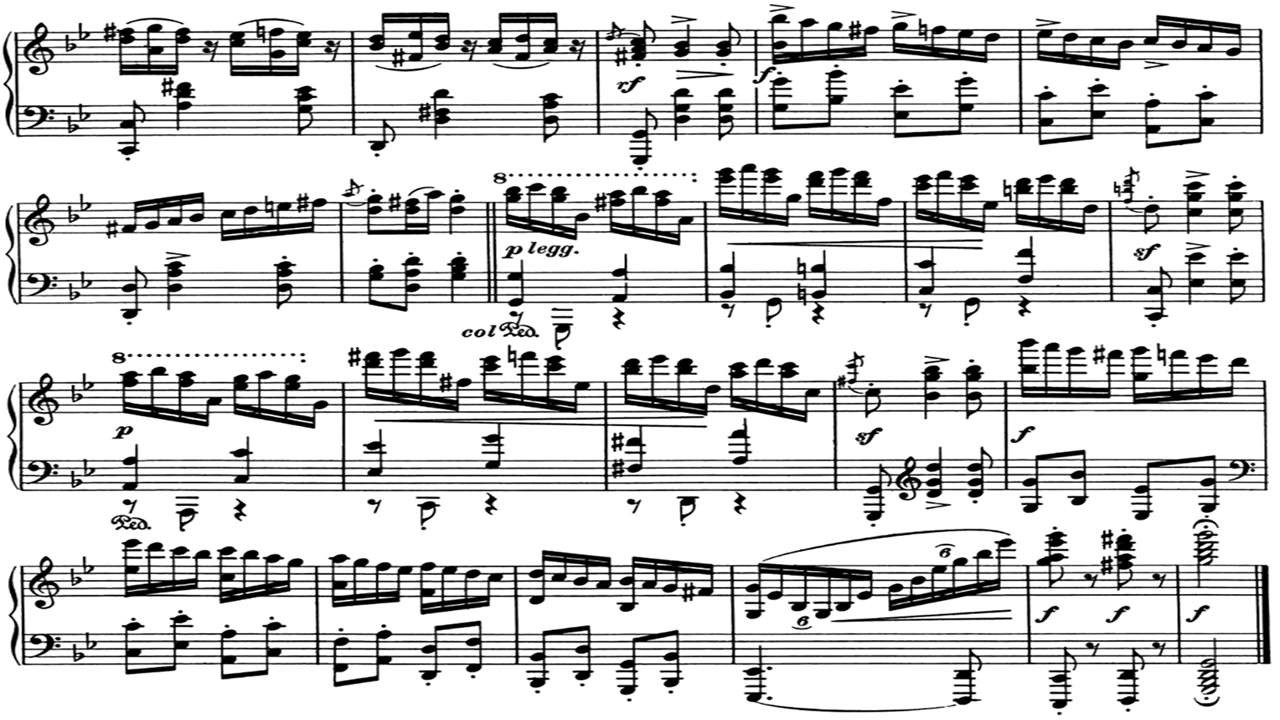 rf f
8
p legg. sf
col Ped.
8
p sf f
Ped.
6
6 f f f